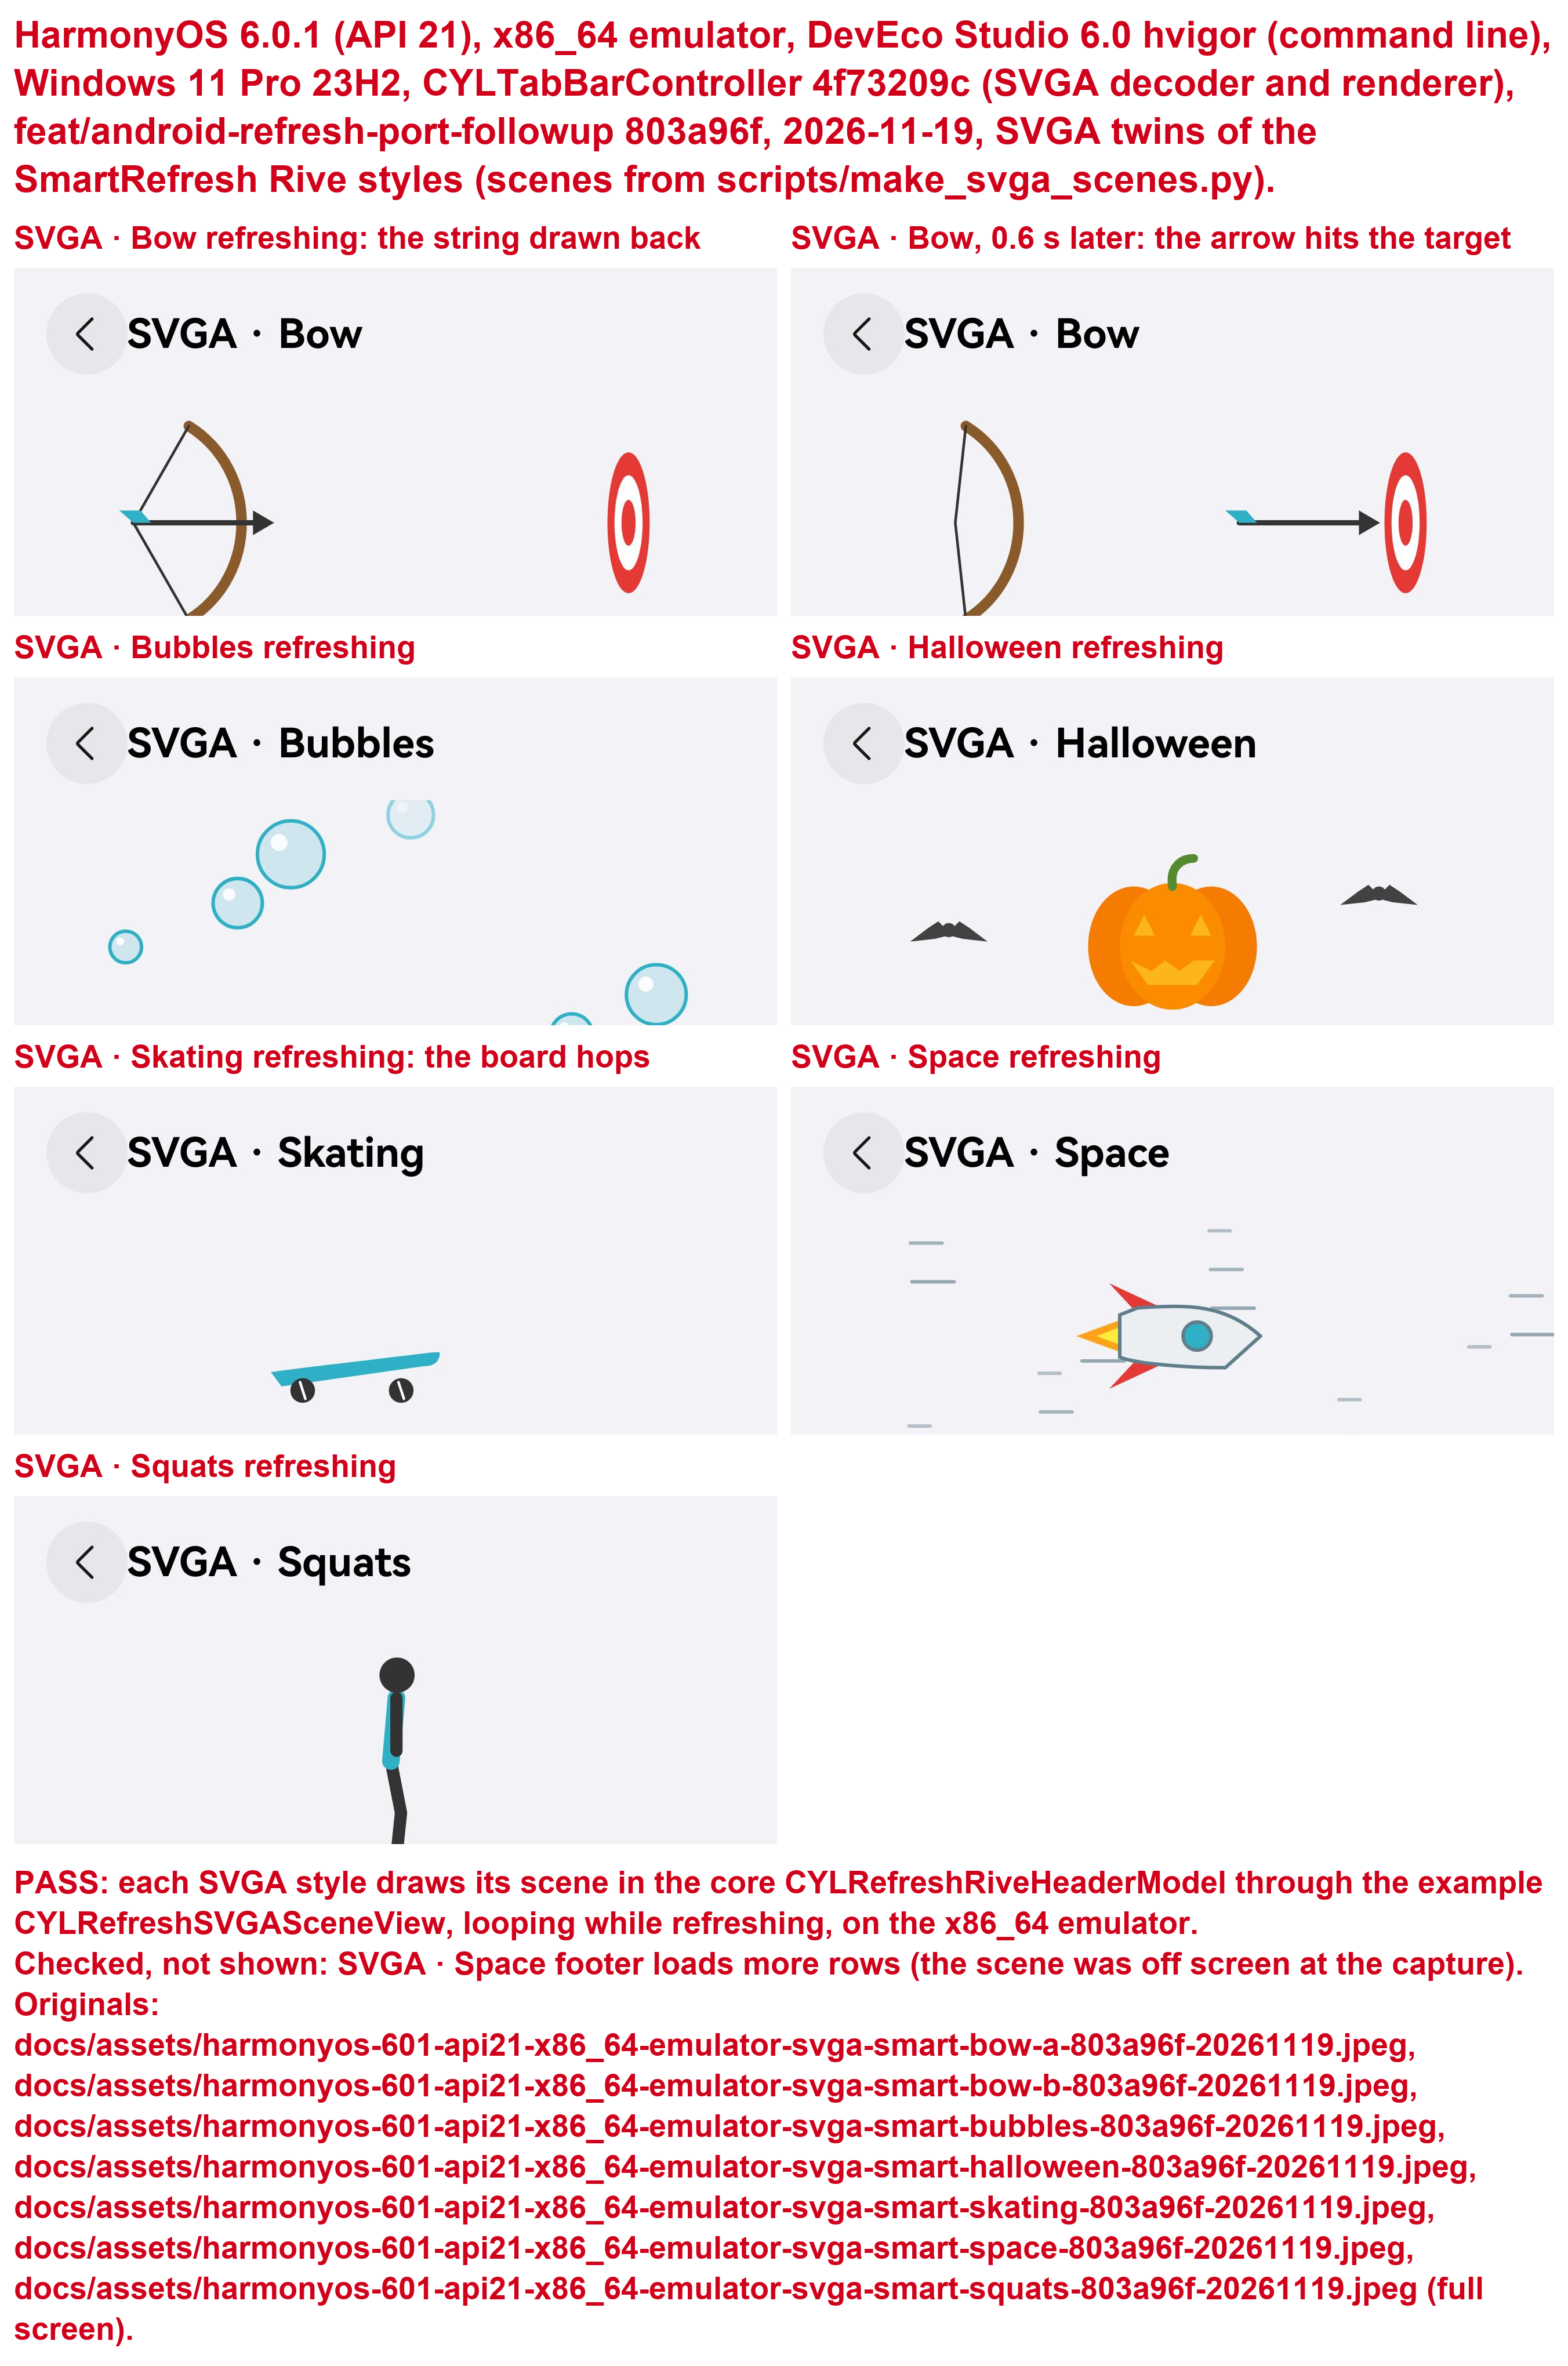 HarmonyOS 6.0.1 (API 21), x86_64 emulator, DevEco Studio 6.0 hvigor (command line),
Windows 11 Pro 23H2, CYLTabBarController 4f73209c (SVGA decoder and renderer),
feat/android-refresh-port-followup 803a96f, 2026-11-19, SVGA twins of the
SmartRefresh Rive styles (scenes from scripts/make_svga_scenes.py).
SVGA · Bow refreshing: the string drawn back
SVGA · Bow, 0.6 s later: the arrow hits the target
SVGA · Bow
SVGA · Bow
SVGA · Bubbles refreshing
SVGA · Halloween refreshing
SVGA · Bubbles
SVGA · Halloween
SVGA · Skating refreshing: the board hops
SVGA · Space refreshing
SVGA · Skating
SVGA · Space
SVGA · Squats refreshing
SVGA · Squats
PASS: each SVGA style draws its scene in the core CYLRefreshRiveHeaderModel through the example
CYLRefreshSVGASceneView, looping while refreshing, on the x86_64 emulator.
Checked, not shown: SVGA · Space footer loads more rows (the scene was off screen at the capture).
Originals:
docs/assets/harmonyos-601-api21-x86_64-emulator-svga-smart-bow-a-803a96f-20261119.jpeg,
docs/assets/harmonyos-601-api21-x86_64-emulator-svga-smart-bow-b-803a96f-20261119.jpeg,
docs/assets/harmonyos-601-api21-x86_64-emulator-svga-smart-bubbles-803a96f-20261119.jpeg,
docs/assets/harmonyos-601-api21-x86_64-emulator-svga-smart-halloween-803a96f-20261119.jpeg,
docs/assets/harmonyos-601-api21-x86_64-emulator-svga-smart-skating-803a96f-20261119.jpeg,
docs/assets/harmonyos-601-api21-x86_64-emulator-svga-smart-space-803a96f-20261119.jpeg,
docs/assets/harmonyos-601-api21-x86_64-emulator-svga-smart-squats-803a96f-20261119.jpeg (full
screen).